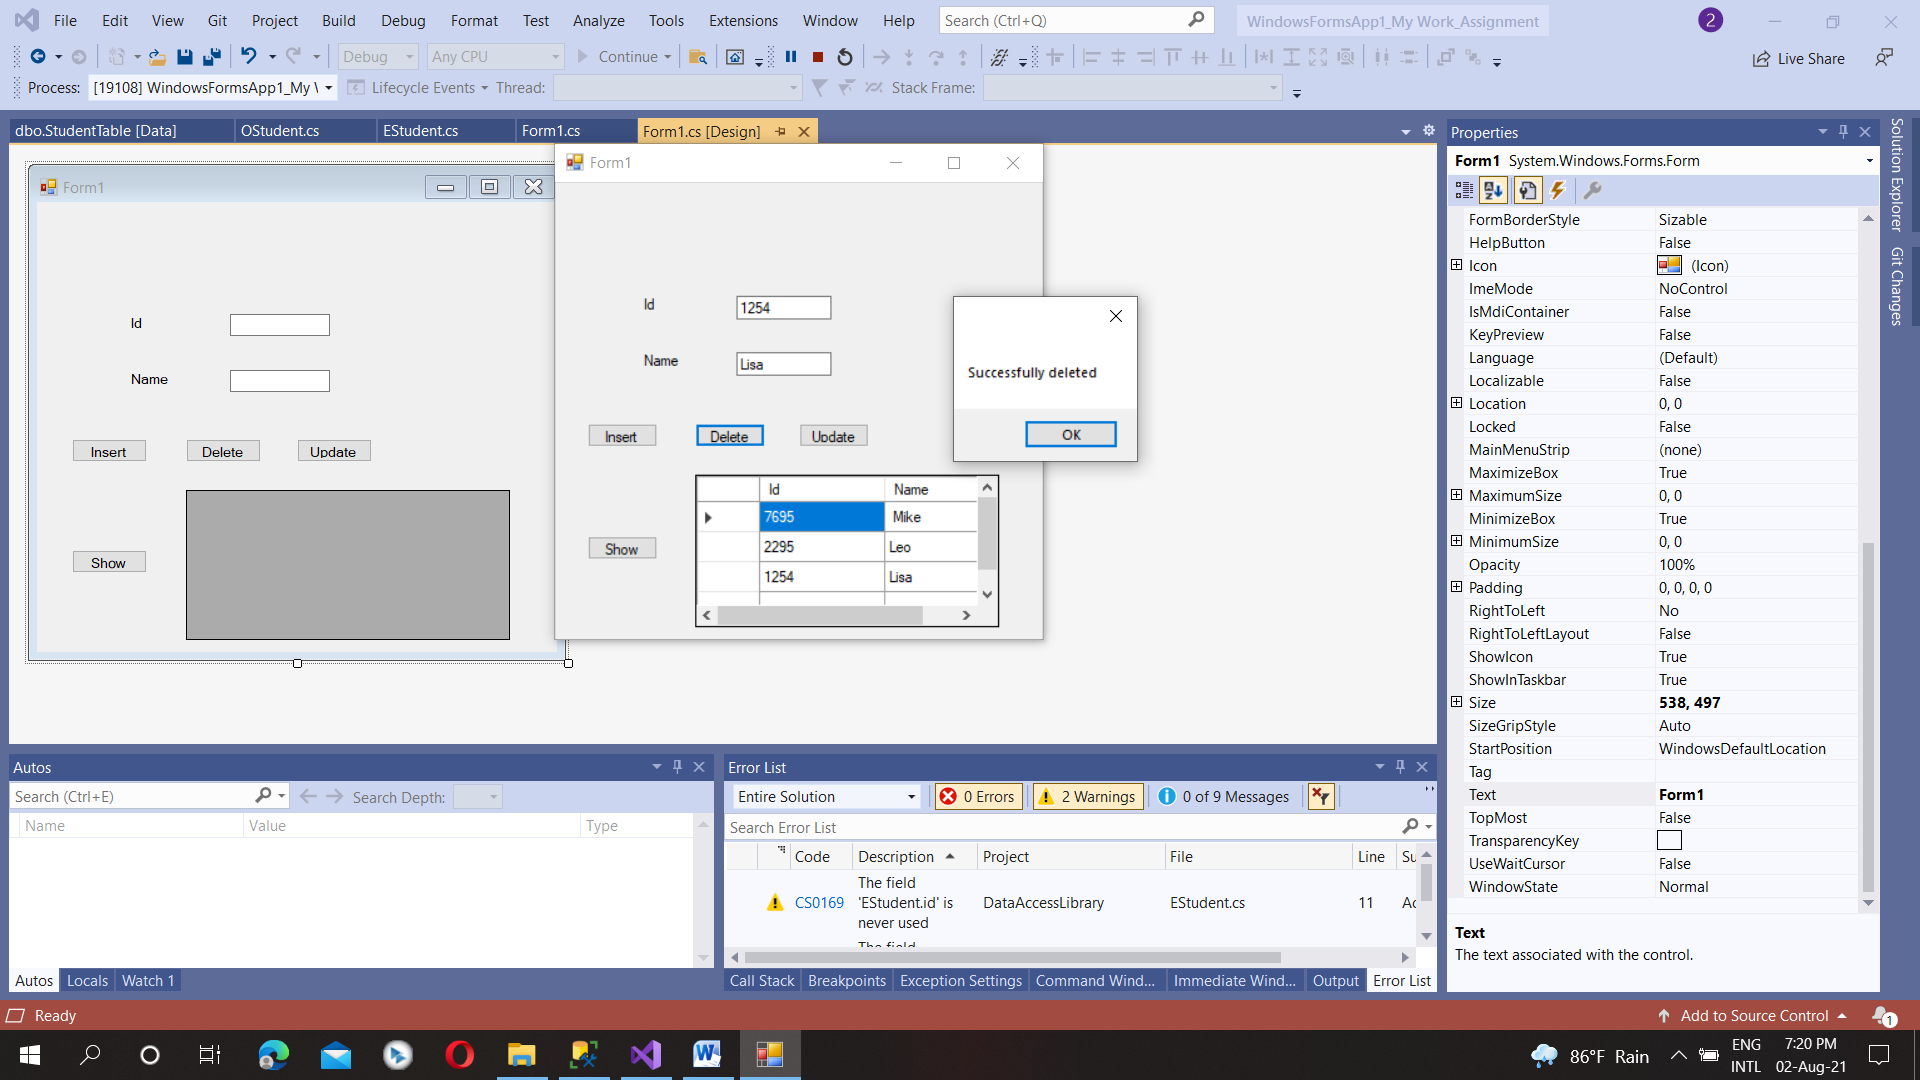 File Edit View Git Project Build Debug Format Test Analyze Tools Extensions Window Help Search (Ctrl+Q) WindowsFormsApp1_My Work_Assignment 2
Debug Any CPU Continue Live Share
Process: [19108] WindowsFormsApp1_My Lifecycle Events Thread: Stack Frame:
dbo.StudentTable [Data] OStudent.cs EStudent.cs Form1.cs Form1.cs [Design]
Form1
Id
Name
Insert Delete Update
Show
Form1
Id 1254
Name Lisa
Insert Delete Update
Show
Id Name
7695 Mike
2295 Leo
1254 Lisa
Successfully deleted
OK
Properties
Form1 System.Windows.Forms.Form
FormBorderStyle Sizable
HelpButton False
Icon (Icon)
ImeMode NoControl
IsMdiContainer False
KeyPreview False
Language (Default)
Localizable False
Location 0, 0
Locked False
MainMenuStrip (none)
MaximizeBox True
MaximumSize 0, 0
MinimizeBox True
MinimumSize 0, 0
Opacity 100%
Padding 0, 0, 0, 0
RightToLeft No
RightToLeftLayout False
ShowIcon True
ShowInTaskbar True
Size 538, 497
SizeGripStyle Auto
StartPosition WindowsDefaultLocation
Tag
Text Form1
TopMost False
TransparencyKey
UseWaitCursor False
WindowState Normal
Text
The text associated with the control.
Solution Explorer
Git Changes
Autos
Search (Ctrl+E) Search Depth:
Name Value Type
Autos Locals Watch 1
Error List
Entire Solution 0 Errors 2 Warnings 0 of 9 Messages
Search Error List
Code Description Project File Line Su
CS0169 The field 'EStudent.id' is never used DataAccessLibrary EStudent.cs 11 Ac
The field
Call Stack Breakpoints Exception Settings Command Wind... Immediate Wind... Output Error List
Ready Add to Source Control 1
86°F Rain ENG INTL 7:20 PM 02-Aug-21